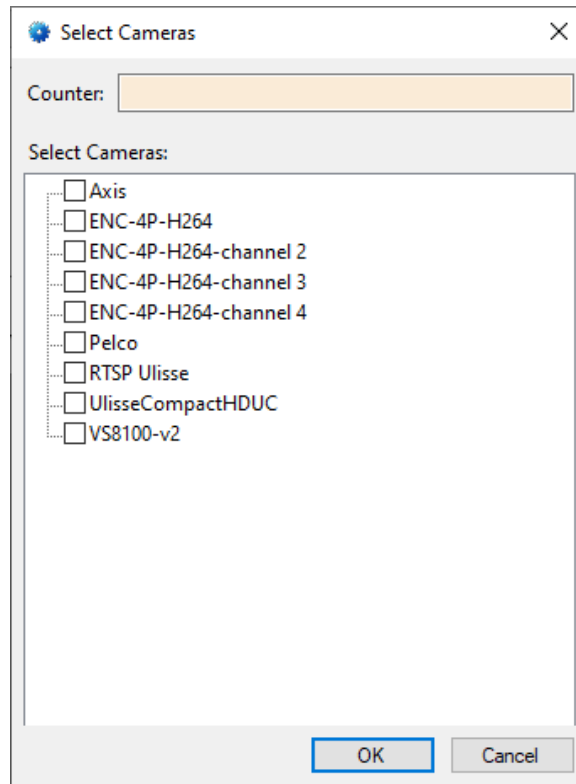 Select Cameras
Counter:
Select Cameras:
Axis
ENC-4P-H264
ENC-4P-H264-channel 2
ENC-4P-H264-channel 3
ENC-4P-H264-channel 4
Pelco
RTSP Ulisse
UlisseCompactHDUC
VS8100-v2
OK Cancel